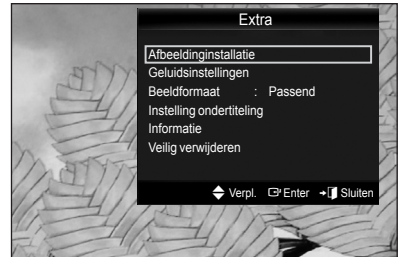 Extra
Afbeeldinginstallatie
Geluidsinstellingen
Beeldformaat : Passend
Instelling ondertiteling
Informatie
Veilig verwijderen
Verpl. Enter Sluiten